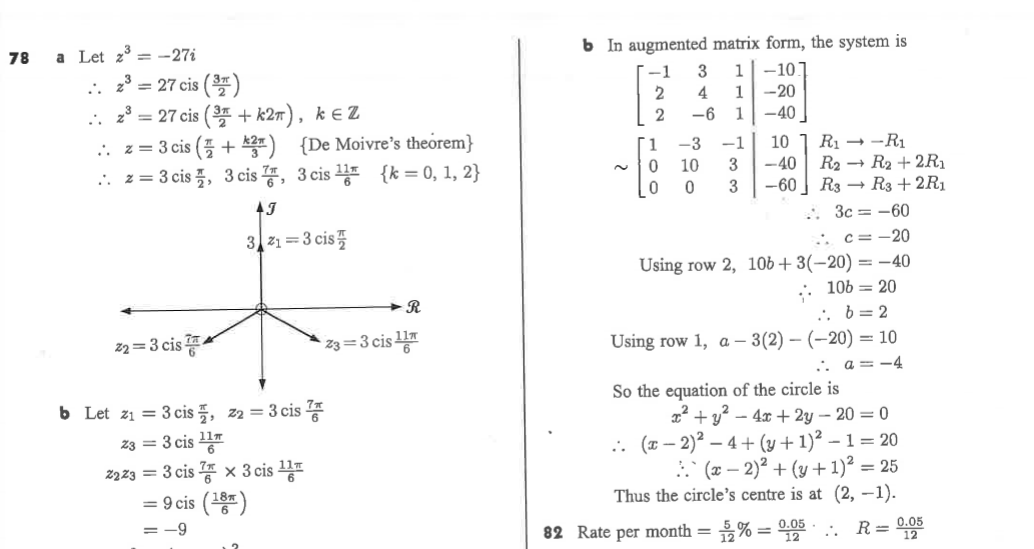 78 a Let z³ = −27i
∴ z³ = 27 cis (3π/2)
∴ z³ = 27 cis (3π/2 + k2π), k ∈ ℤ
∴ z = 3 cis (π/2 + k2π/3) {De Moivre's theorem}
∴ z = 3 cis π/2, 3 cis 7π/6, 3 cis 11π/6 {k = 0, 1, 2}
ℐ
3 z₁ = 3 cis π/2
ℛ
z₂ = 3 cis 7π/6 z₃ = 3 cis 11π/6
b Let z₁ = 3 cis π/2, z₂ = 3 cis 7π/6
z₃ = 3 cis 11π/6
z₂z₃ = 3 cis 7π/6 × 3 cis 11π/6
= 9 cis (18π/6)
= −9
b In augmented matrix form, the system is
[−1 3 1 | −10]
[2 4 1 | −20]
[2 −6 1 | −40]
[1 −3 −1 | 10] R₁ → −R₁
~ [0 10 3 | −40] R₂ → R₂ + 2R₁
[0 0 3 | −60] R₃ → R₃ + 2R₁
∴ 3c = −60
∴ c = −20
Using row 2, 10b + 3(−20) = −40
∴ 10b = 20
∴ b = 2
Using row 1, a − 3(2) − (−20) = 10
∴ a = −4
So the equation of the circle is
x² + y² − 4x + 2y − 20 = 0
∴ (x − 2)² − 4 + (y + 1)² − 1 = 20
∴ (x − 2)² + (y + 1)² = 25
Thus the circle's centre is at (2, −1).
82 Rate per month = 5/12% = 0.05/12 ∴ R = 0.05/12